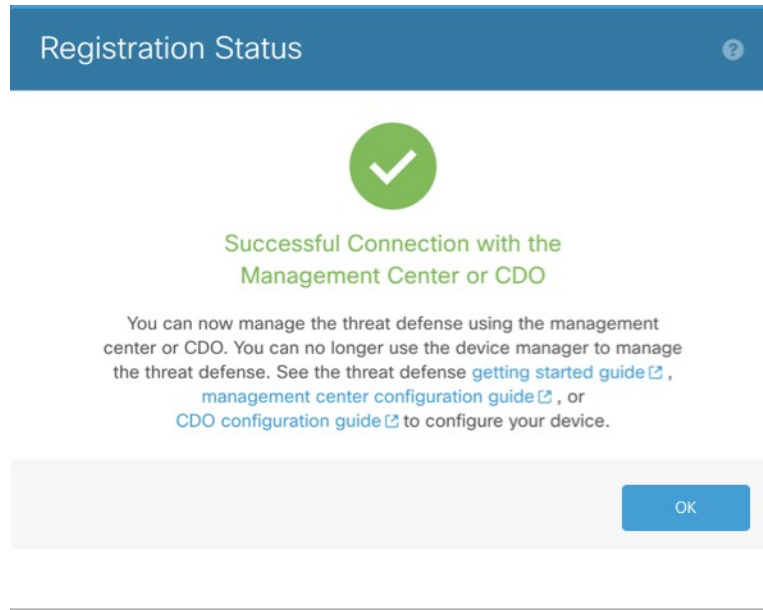 Registration Status
?
Successful Connection with the
Management Center or CDO
You can now manage the threat defense using the management
center or CDO. You can no longer use the device manager to manage
the threat defense. See the threat defense getting started guide ,
management center configuration guide , or
CDO configuration guide to configure your device.
OK